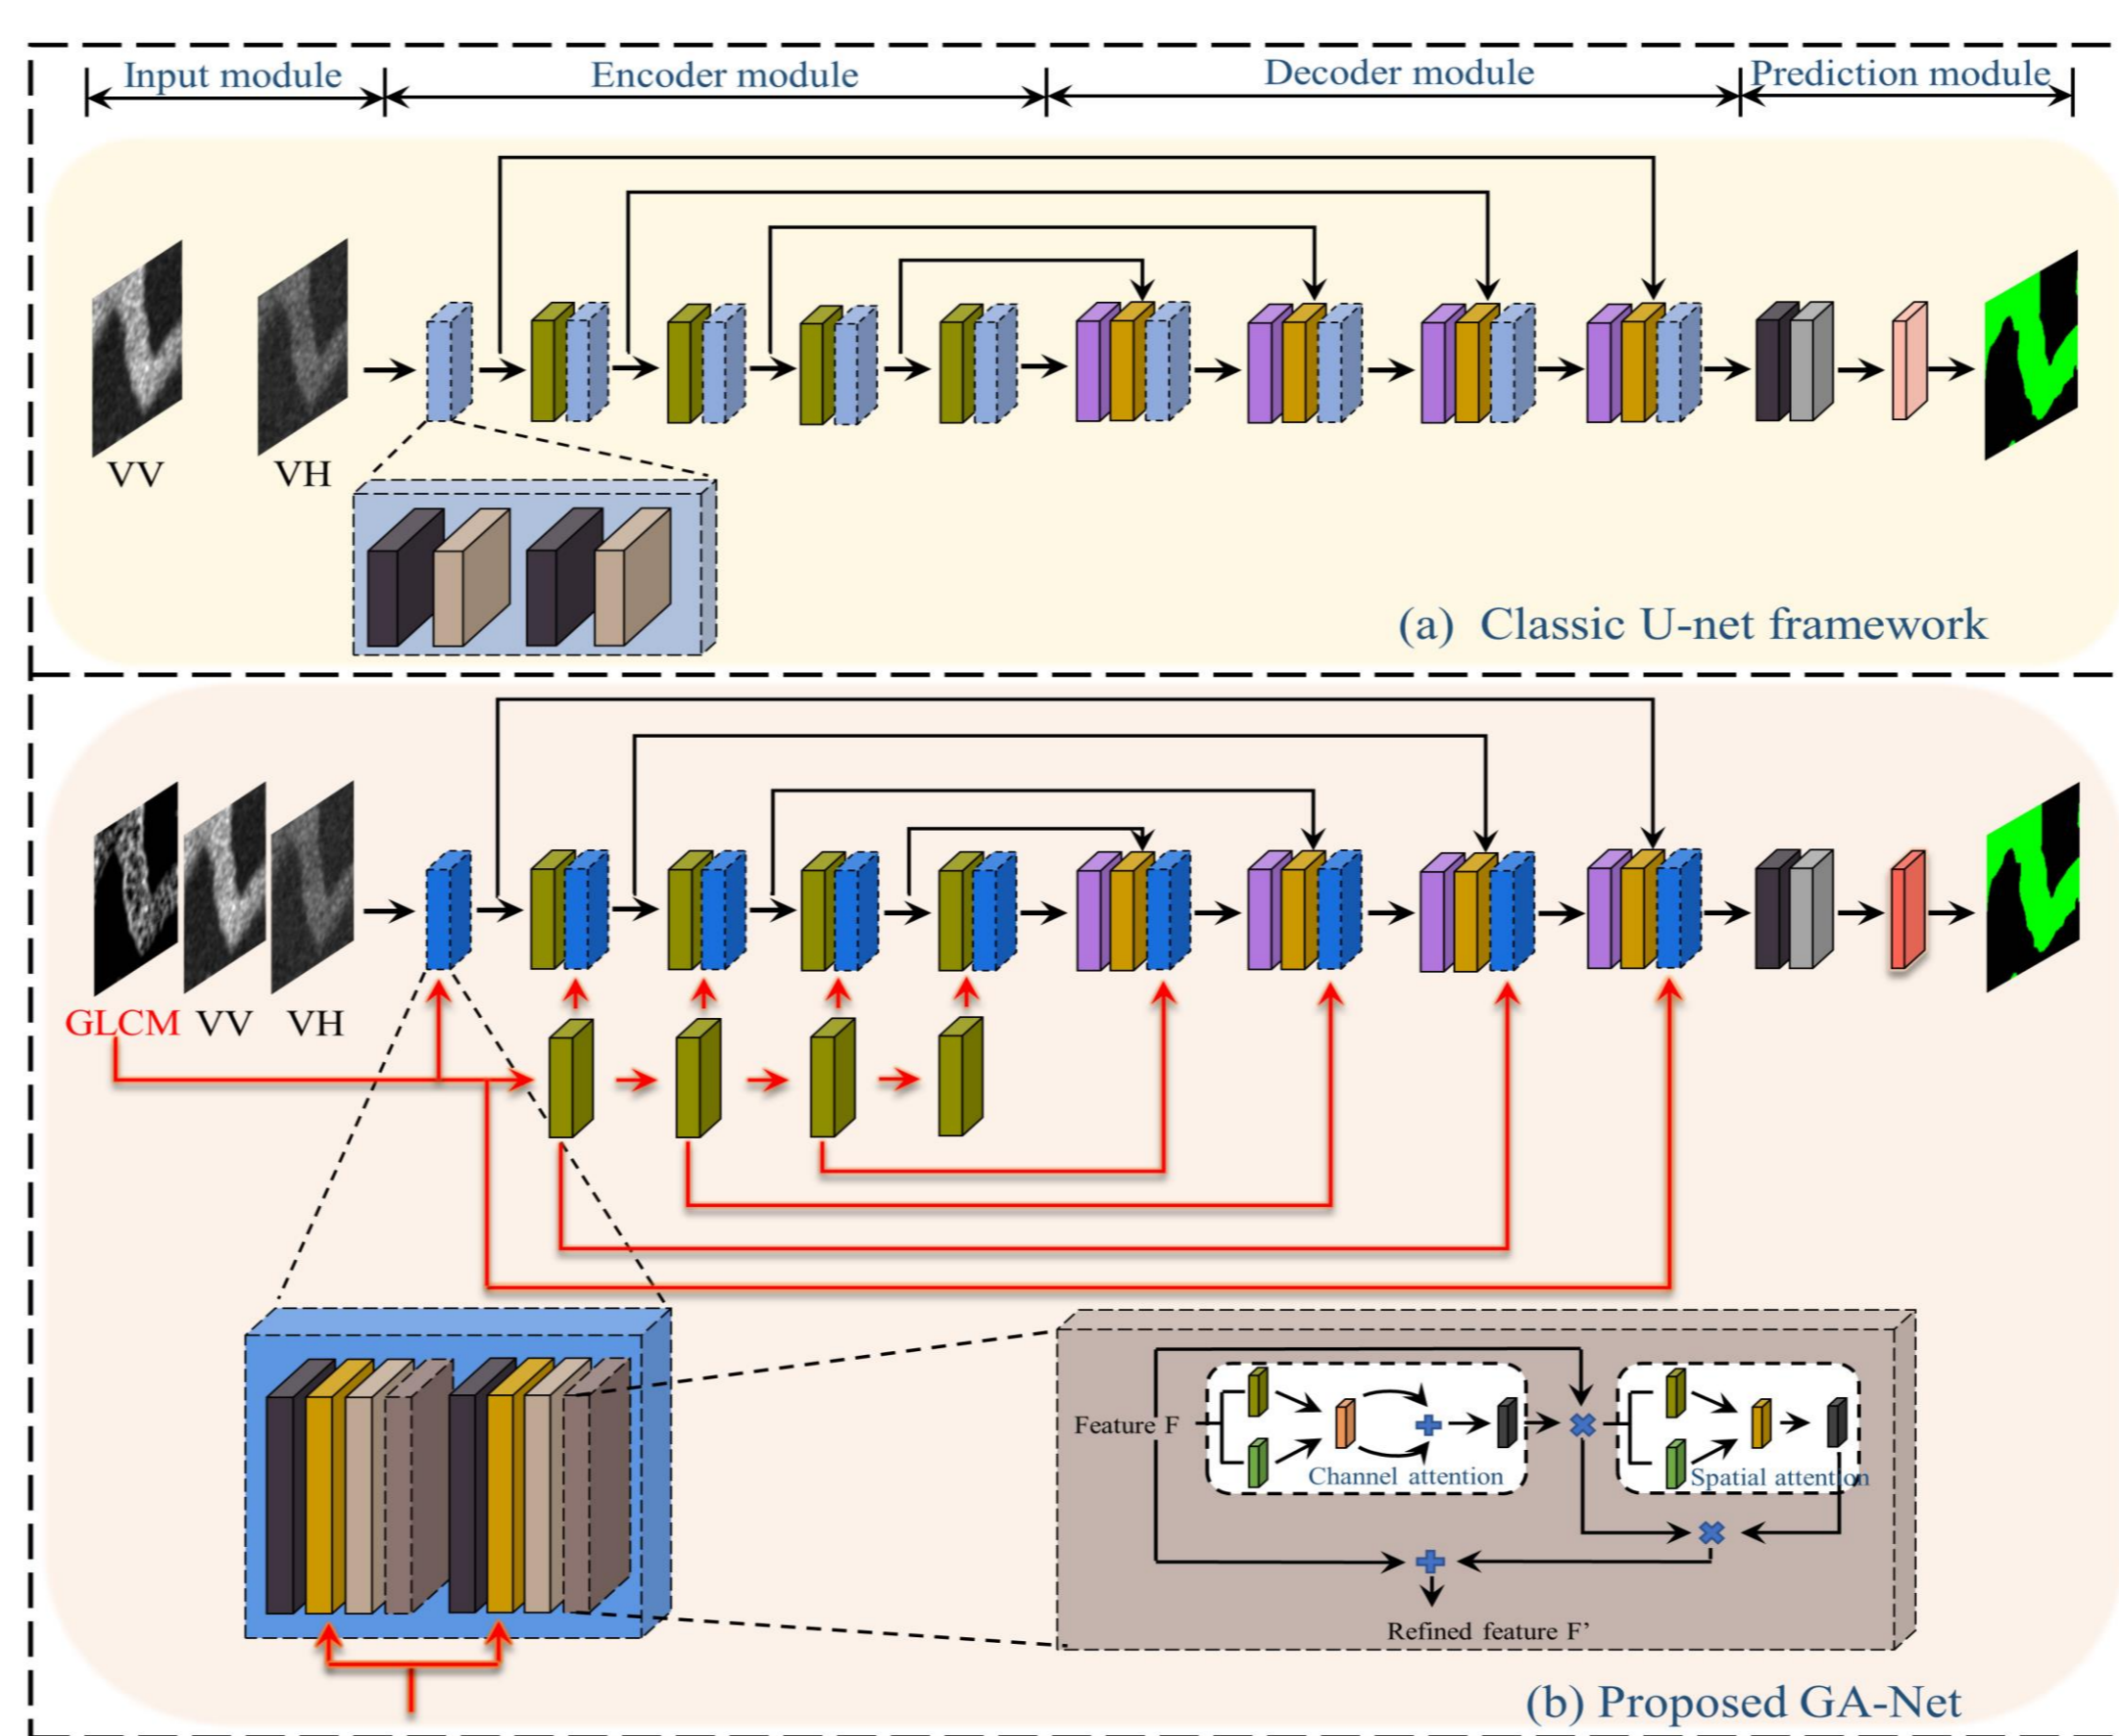 Input module
Encoder module
Decoder module
Prediction module
VV
VH
(a) Classic U-net framework
GLCM
VV
VH
Feature F
Channel attention
Spatial attention
Refined feature F’
(b) Proposed GA-Net